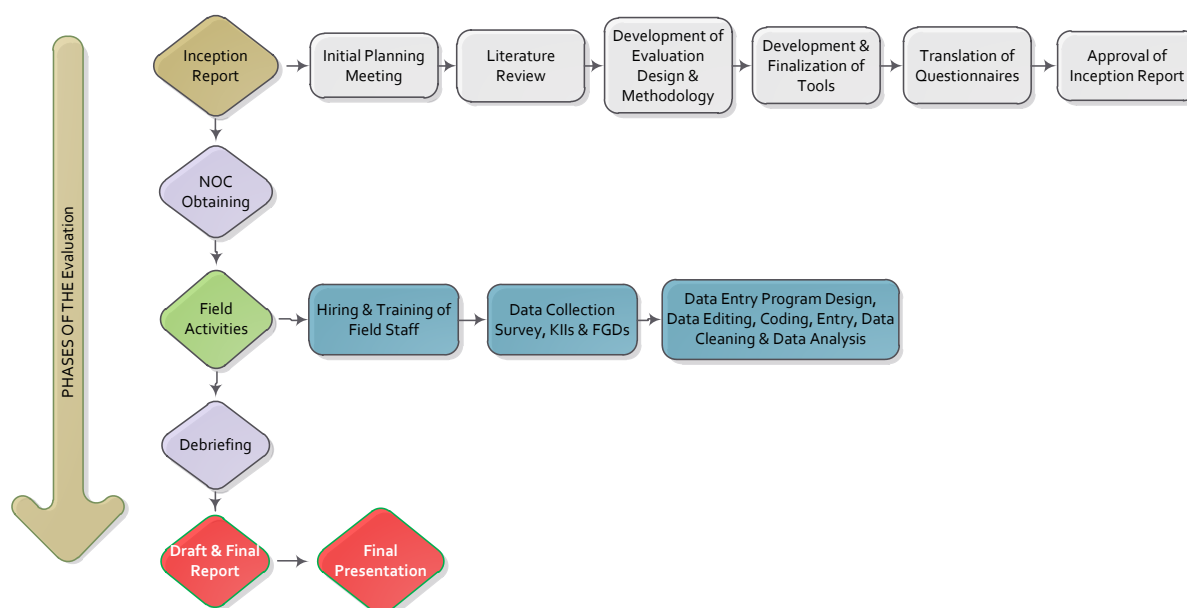 PHASES OF THE Evaluation
Inception
Report
Initial Planning
Meeting
Literature
Review
Development of
Evaluation
Design &
Methodology
Development &
Finalization of
Tools
Translation of
Questionnaires
Approval of
Inception Report
NOC
Obtaining
Field
Activities
Hiring & Training of
Field Staff
Data Collection
Survey, KIIs & FGDs
Data Entry Program Design,
Data Editing, Coding, Entry, Data
Cleaning & Data Analysis
Debriefing
Draft & Final
Report
Final
Presentation